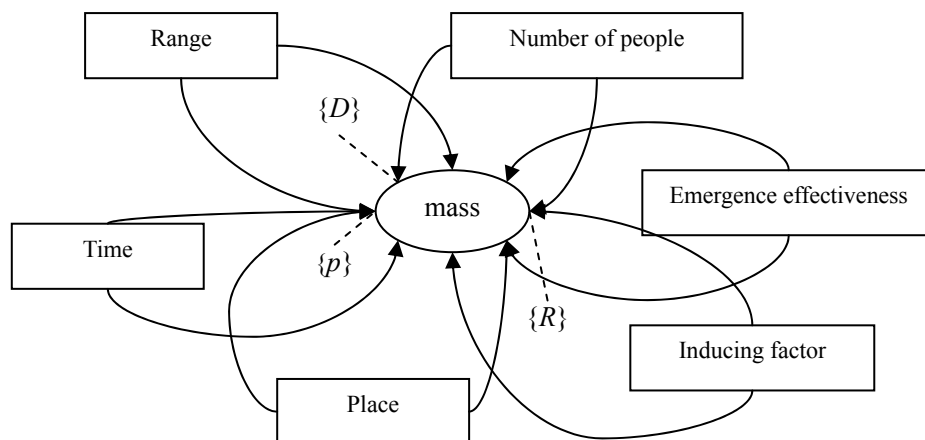 Range
Number of people
{D}
mass
Emergence effectiveness
Time
{p}
{R}
Inducing factor
Place